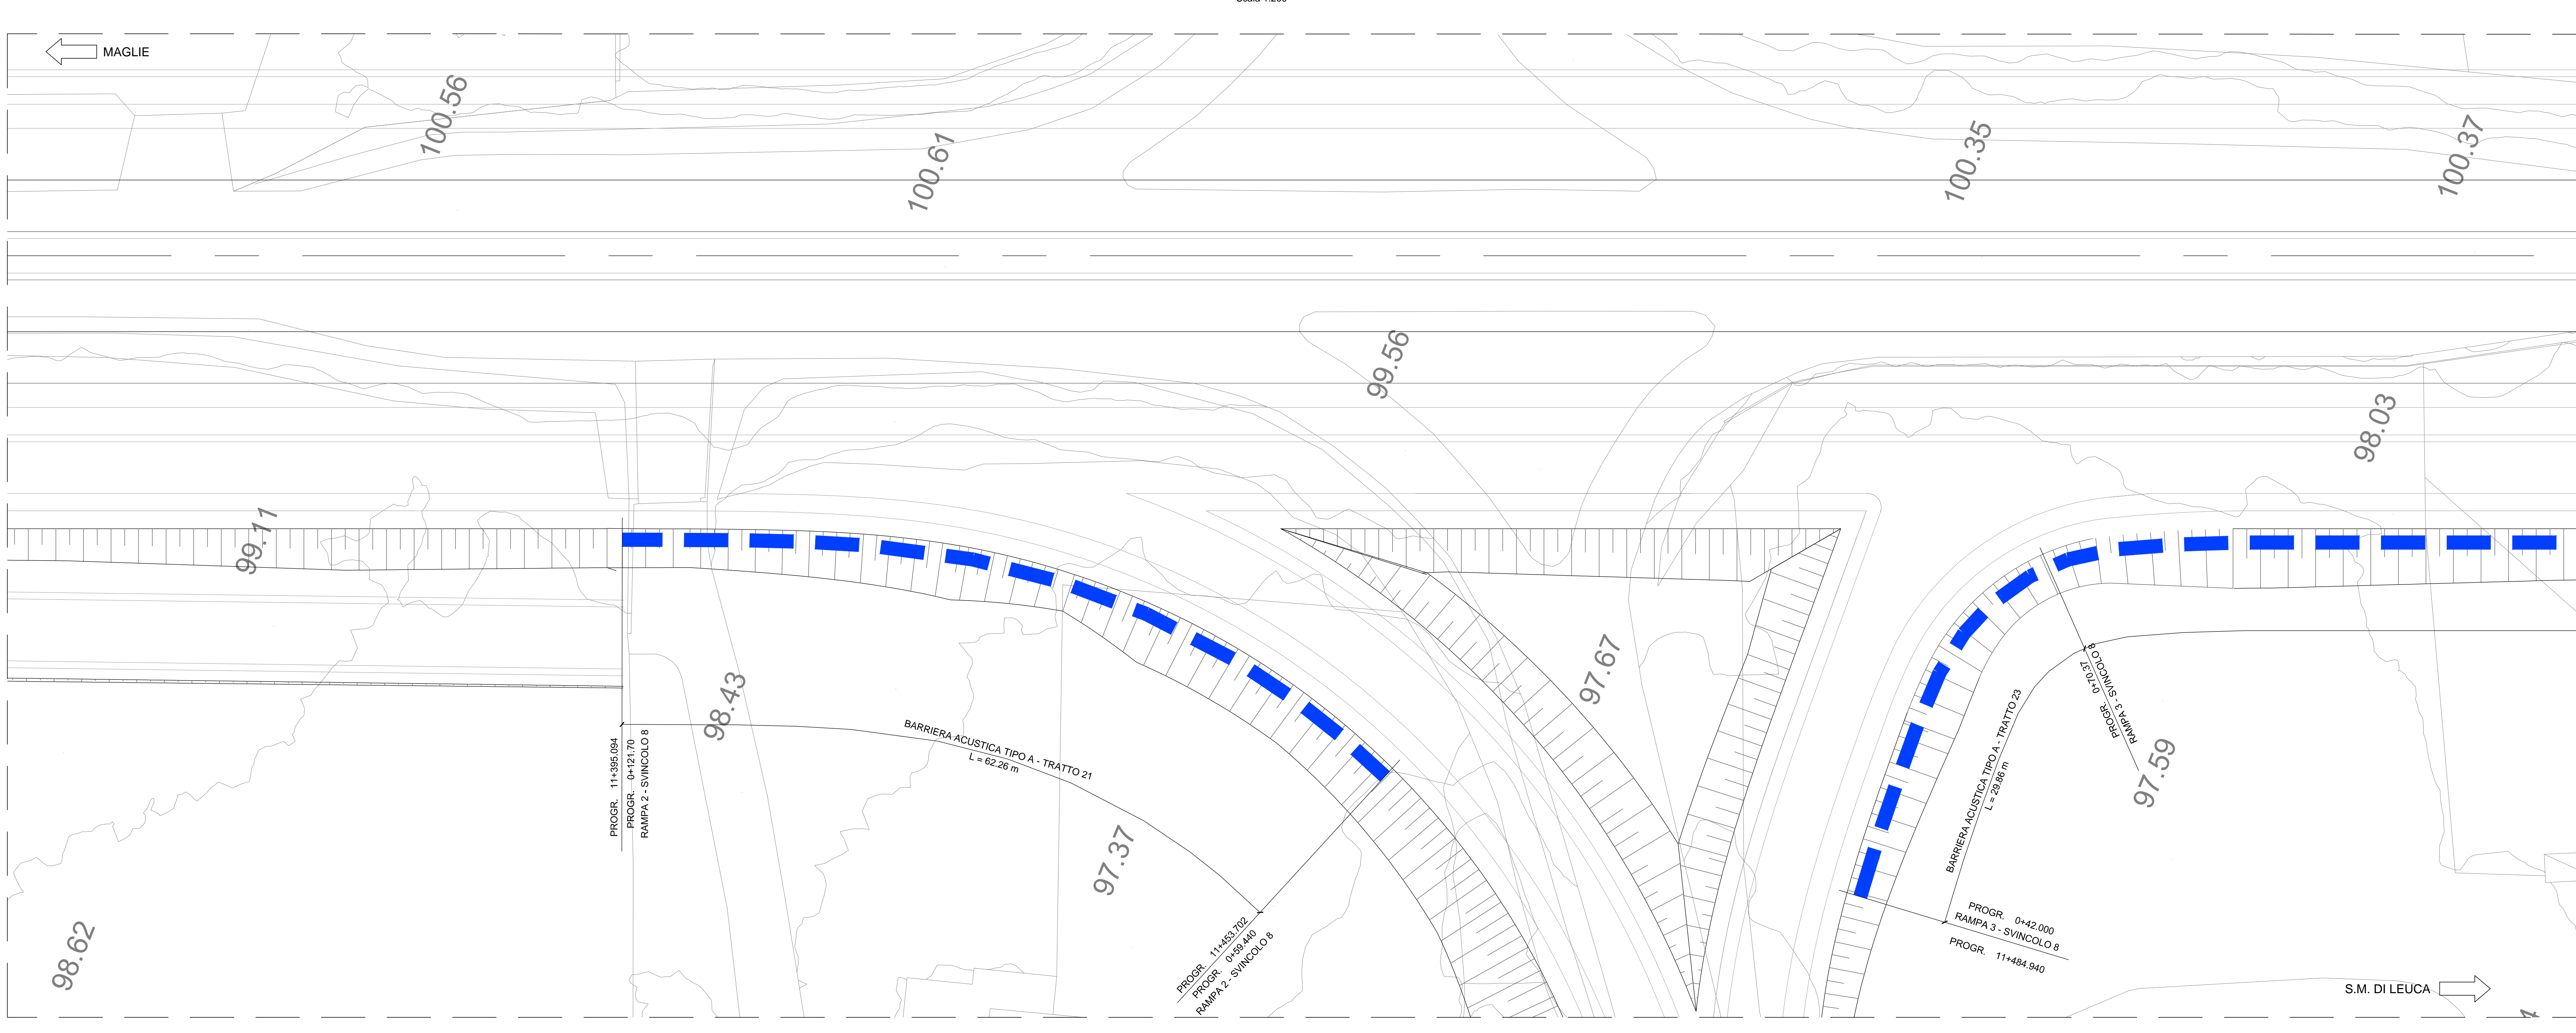 MAGLIE
100.56
100.61
100.35
100.37
99.56
98.03
99.11
97.67
98.43
BARRIERA ACUSTICA TIPO A - TRATTO 21
L = 62.26 m
PROGR. 11+395.094
PROGR. 0+121.70
RAMPA 2 - SVINCOLO 8
97.37
PROGR. 11+453.702
PROGR. 0+59.440
RAMPA 2 - SVINCOLO 8
BARRIERA ACUSTICA TIPO A - TRATTO 23
L = 29.86 m
PROGR. 0+70.37
RAMPA 3 - SVINCOLO 8
97.59
PROGR. 0+42.000
RAMPA 3 - SVINCOLO 8
PROGR. 11+484.940
98.62
S.M. DI LEUCA